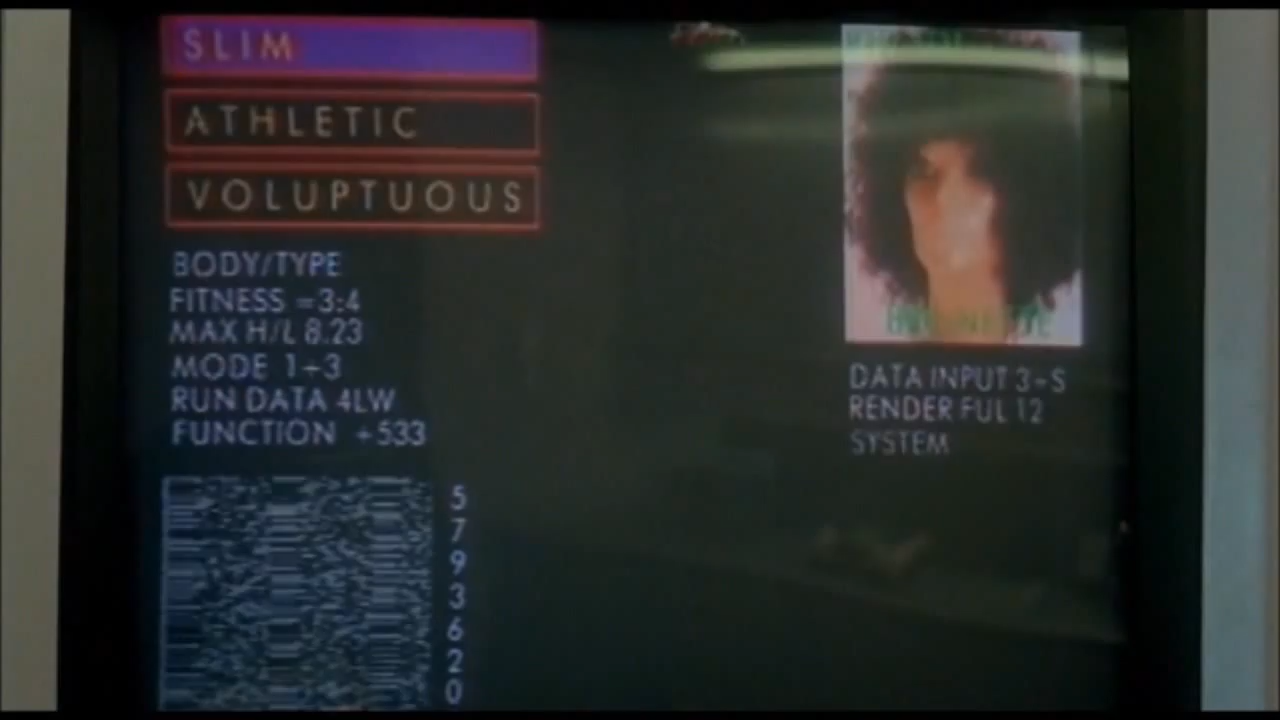 SLIM
ATHLETIC
VOLUPTUOUS
BODY/TYPE
FITNESS =3:4
MAX H/L 8.23
MODE 1÷3
RUN DATA 4LW
FUNCTION +533
5
7
9
3
6
2
0
DATA INPUT 3-S
RENDER FUL 12
SYSTEM